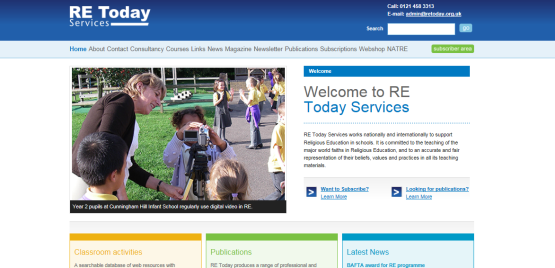 RE Today
Services
Call: 0121 458 3313
E-mail: admin@retoday.org.uk
Search
go
Home About Contact Consultancy Courses Links News Magazine Newsletter Publications Subscriptions Webshop NATRE
subscriber area
Year 2 pupils at Cunningham Hill Infant School regularly use digital video in RE.
Welcome
Welcome to RE
Today Services
RE Today Services works nationally and internationally to support
Religious Education in schools. It is committed to the teaching of the
major world faiths in Religious Education, and to an accurate and fair
representation of their beliefs, values and practices in all its teaching
materials.
Want to Subscribe?
Learn More
Looking for publications?
Learn More
Classroom activities
A searchable database of web resources with
Publications
RE Today produces a range of professional and
Latest News
BAFTA award for RE programme